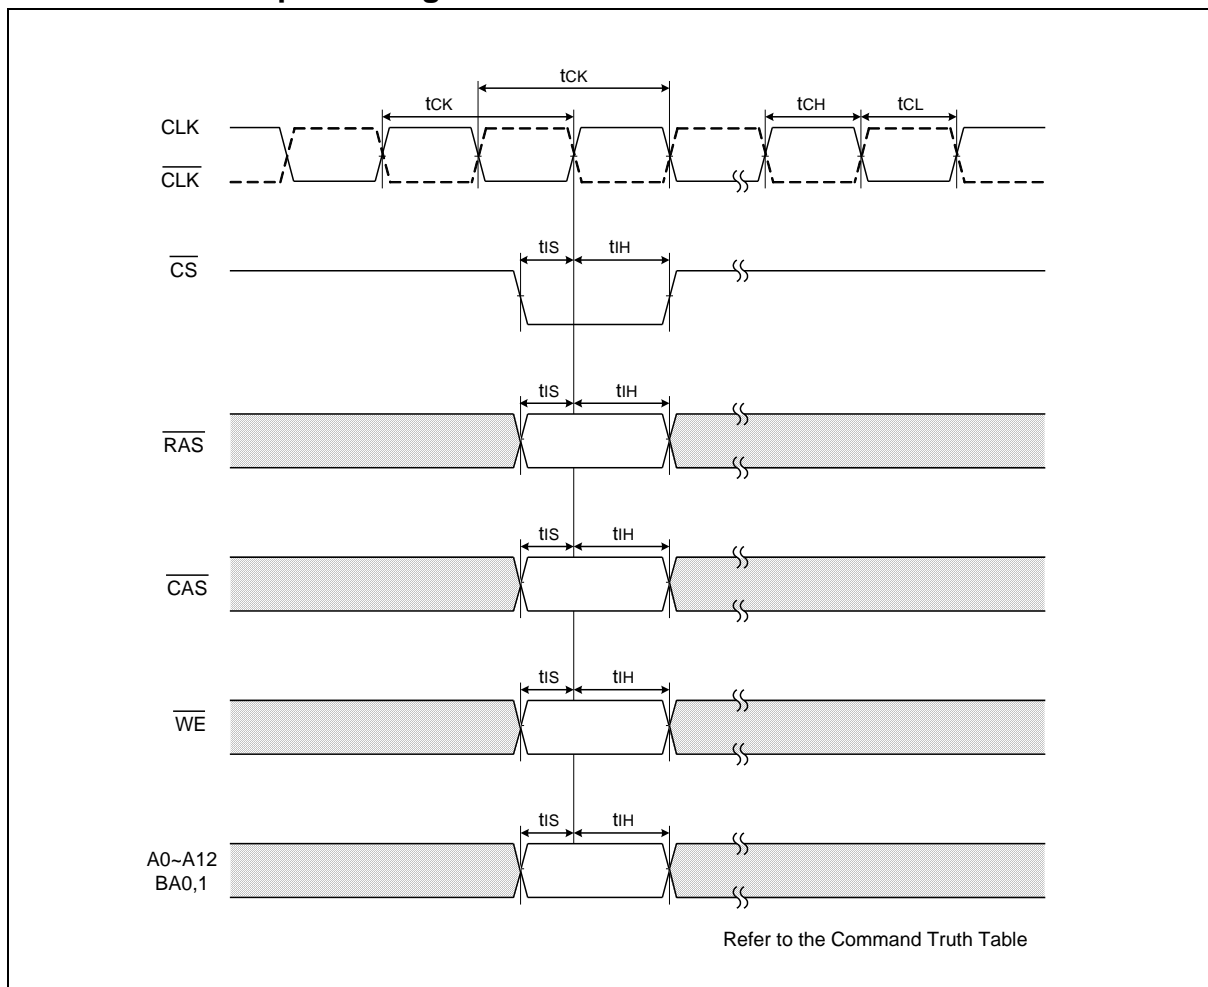 tCK
tCK
tCH
tCL
CLK
CLK
tIS
tIH
CS
tIS
tIH
RAS
tIS
tIH
CAS
tIS
tIH
WE
tIS
tIH
A0~A12
BA0,1
Refer to the Command Truth Table